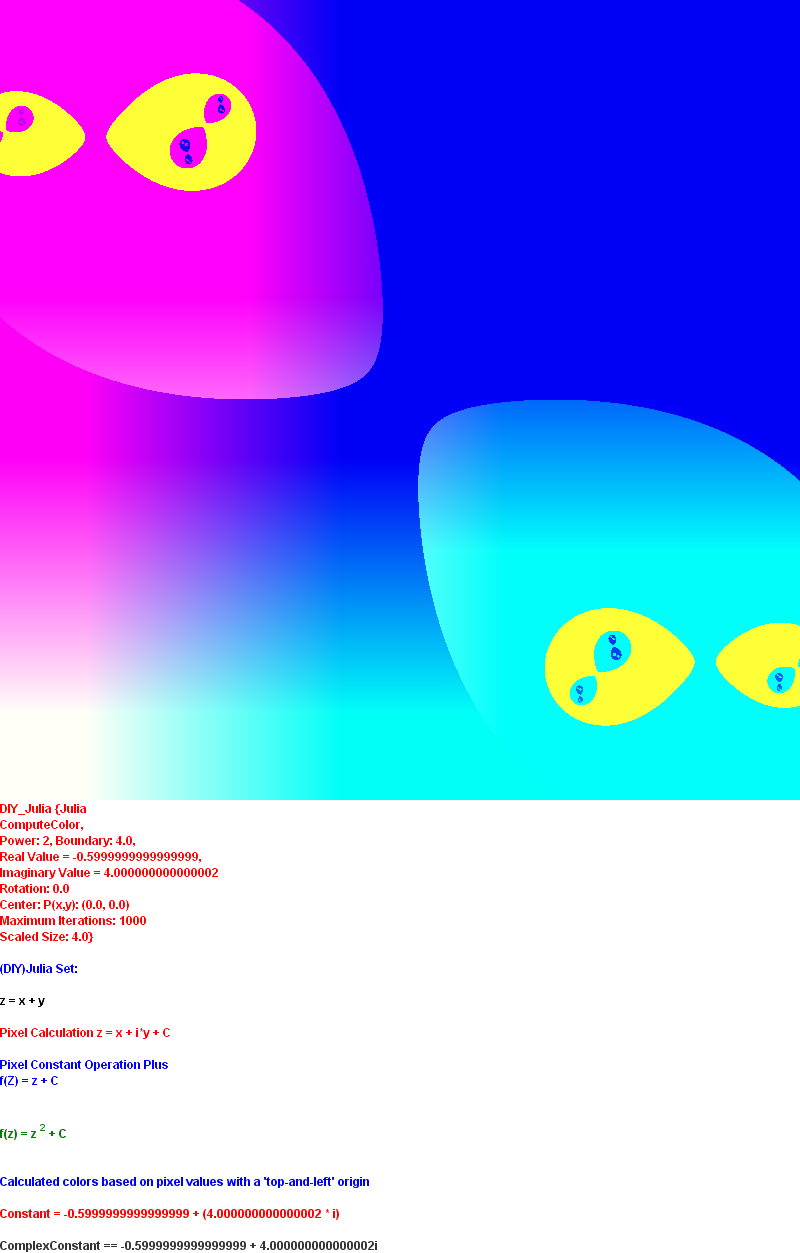 DIY_Julia {Julia
ComputeColor,
Power: 2, Boundary: 4.0,
Real Value = -0.5999999999999999,
Imaginary Value = 4.000000000000002
Rotation: 0.0
Center: P(x,y): (0.0, 0.0)
Maximum Iterations: 1000
Scaled Size: 4.0}
(DIY)Julia Set:
z = x + y
Pixel Calculation z = x + i*y + C
Pixel Constant Operation Plus
f(Z) = z + C
f(z) = z ² + C
Calculated colors based on pixel values with a 'top-and-left' origin
Constant = -0.5999999999999999 + (4.000000000000002 * i)
ComplexConstant == -0.5999999999999999 + 4.000000000000002i